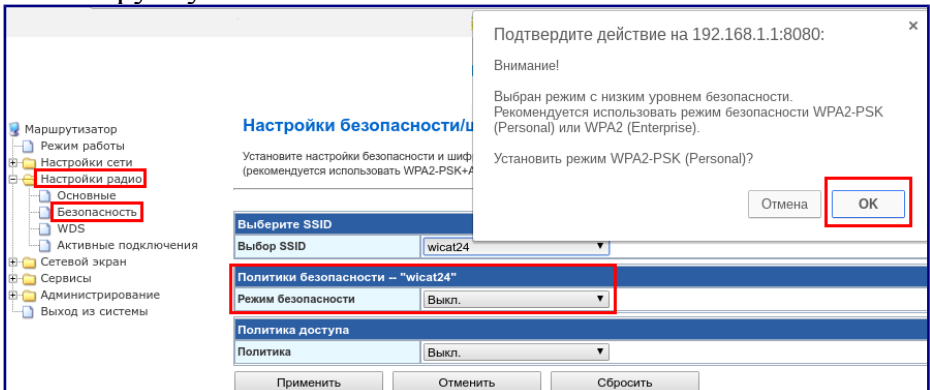 Подтвердите действие на 192.168.1.1:8080:
×
Внимание!
Выбран режим с низким уровнем безопасности.
Рекомендуется использовать режим безопасности WPA2-PSK
(Personal) или WPA2 (Enterprise).
Установить режим WPA2-PSK (Personal)?
Отмена
OK
Маршрутизатор
Режим работы
Настройки сети
Настройки радио
Основные
Безопасность
WDS
Активные подключения
Сетевой экран
Сервисы
Администрирование
Выход из системы
Настройки безопасности/
Установите настройки безопасности и
(рекомендуется использовать
Выберите SSID
Выбор SSID wicat24
Политики безопасности -- "wicat24"
Режим безопасности Выкл.
Политика доступа
Политика Выкл.
Применить Отменить Сбросить